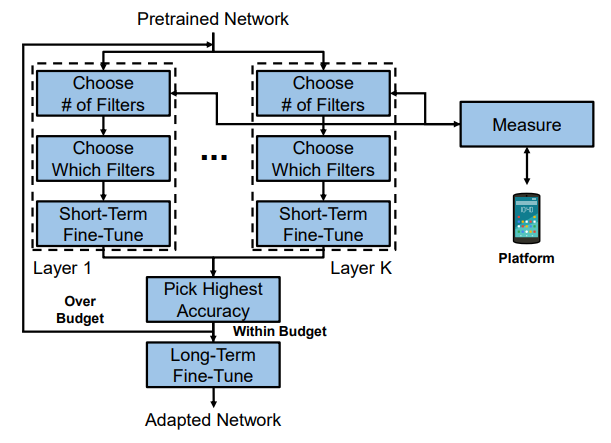 Pretrained Network
Choose
# of Filters
Choose
# of Filters
Measure
Choose
Which Filters
...
Choose
Which Filters
Short-Term
Fine-Tune
Short-Term
Fine-Tune
Platform
Layer 1
Layer K
Pick Highest
Accuracy
Over
Budget
Within Budget
Long-Term
Fine-Tune
Adapted Network